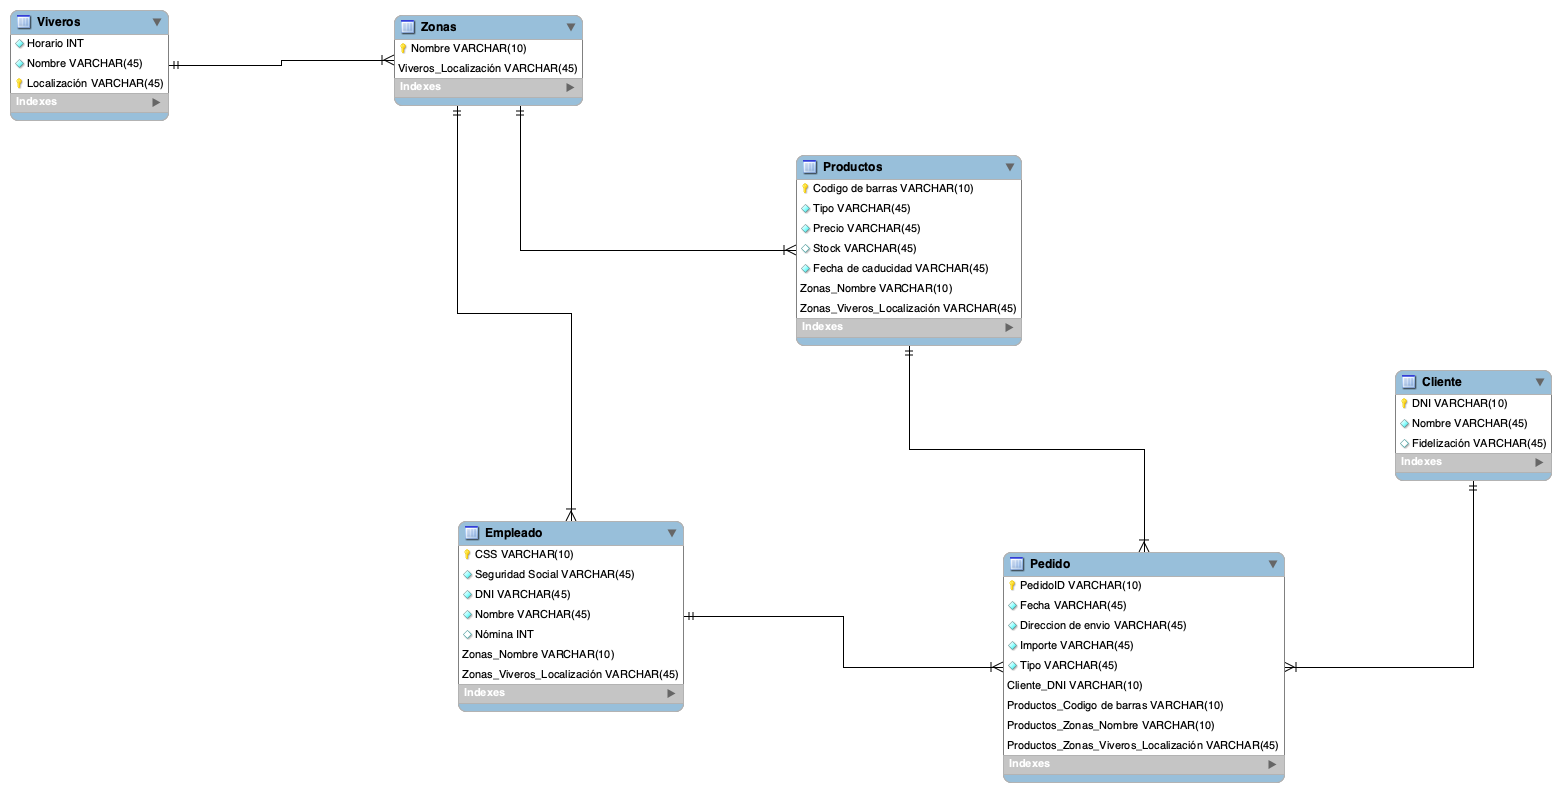 Viveros
Horario INT
Nombre VARCHAR(45)
Localización VARCHAR(45)
Indexes
Zonas
Nombre VARCHAR(10)
Viveros_Localización VARCHAR(45)
Indexes
Productos
Codigo de barras VARCHAR(10)
Tipo VARCHAR(45)
Precio VARCHAR(45)
Stock VARCHAR(45)
Fecha de caducidad VARCHAR(45)
Zonas_Nombre VARCHAR(10)
Zonas_Viveros_Localización VARCHAR(45)
Indexes
Cliente
DNI VARCHAR(10)
Nombre VARCHAR(45)
Fidelización VARCHAR(45)
Indexes
Empleado
CSS VARCHAR(10)
Seguridad Social VARCHAR(45)
DNI VARCHAR(45)
Nombre VARCHAR(45)
Nómina INT
Zonas_Nombre VARCHAR(10)
Zonas_Viveros_Localización VARCHAR(45)
Indexes
Pedido
PedidoID VARCHAR(10)
Fecha VARCHAR(45)
Direccion de envio VARCHAR(45)
Importe VARCHAR(45)
Tipo VARCHAR(45)
Cliente_DNI VARCHAR(10)
Productos_Codigo de barras VARCHAR(10)
Productos_Zonas_Nombre VARCHAR(10)
Productos_Zonas_Viveros_Localización VARCHAR(45)
Indexes